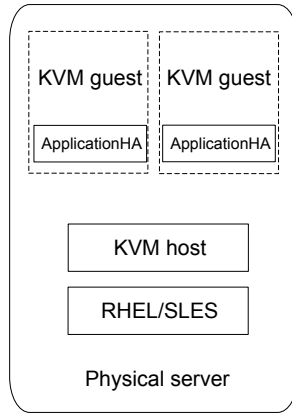 KVM guest
KVM guest
ApplicationHA
ApplicationHA
KVM host
RHEL/SLES
Physical server